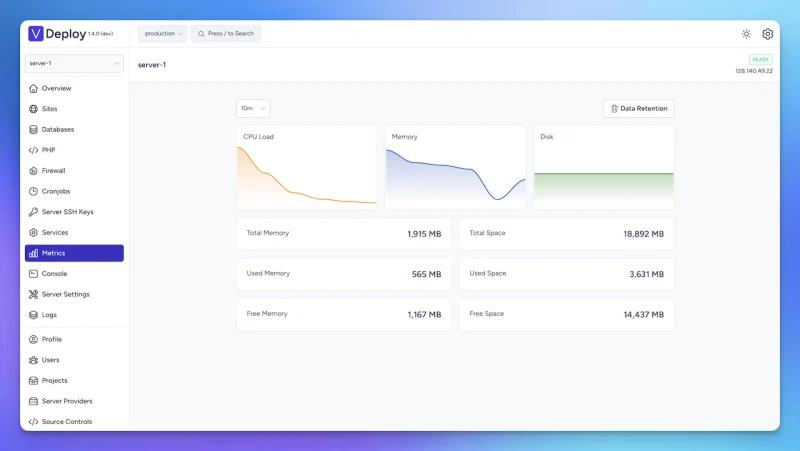 V Deploy 1.4.0 (dev)
production
Press / to Search
server-1
server-1
READY
128.140.49.22
Overview
Sites
Databases
PHP
Firewall
Cronjobs
Server SSH Keys
Services
Metrics
Console
Server Settings
Logs
Profile
Users
Projects
Server Providers
Source Controls
10m
Data Retention
CPU Load
Memory
Disk
Total Memory 1,915 MB
Total Space 18,892 MB
Used Memory 565 MB
Used Space 3,631 MB
Free Memory 1,167 MB
Free Space 14,437 MB